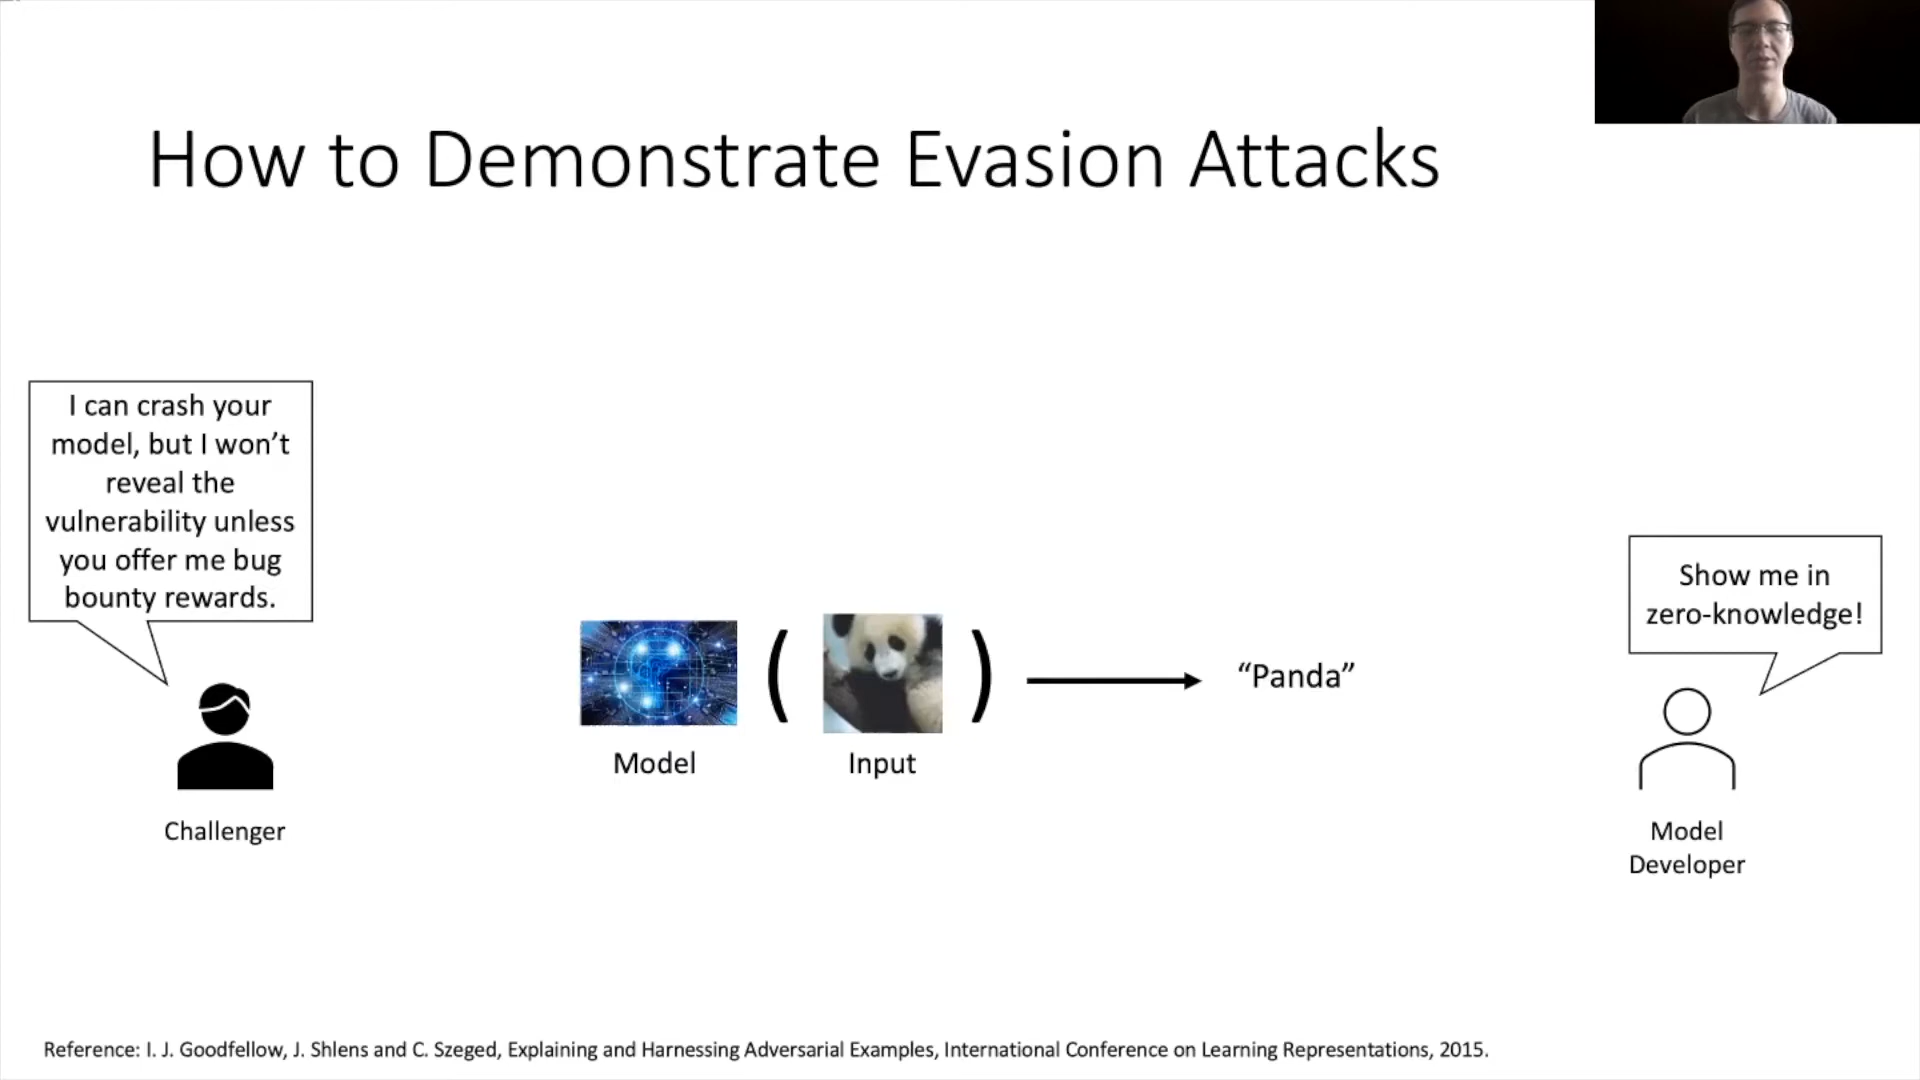 How to Demonstrate Evasion Attacks
I can crash your
model, but I won’t
reveal the
vulnerability unless
you offer me bug
bounty rewards.
Show me in
zero-knowledge!
( ) “Panda”
Model Input
Challenger
Model
Developer
Reference: I. J. Goodfellow, J. Shlens and C. Szeged, Explaining and Harnessing Adversarial Examples, International Conference on Learning Representations, 2015.